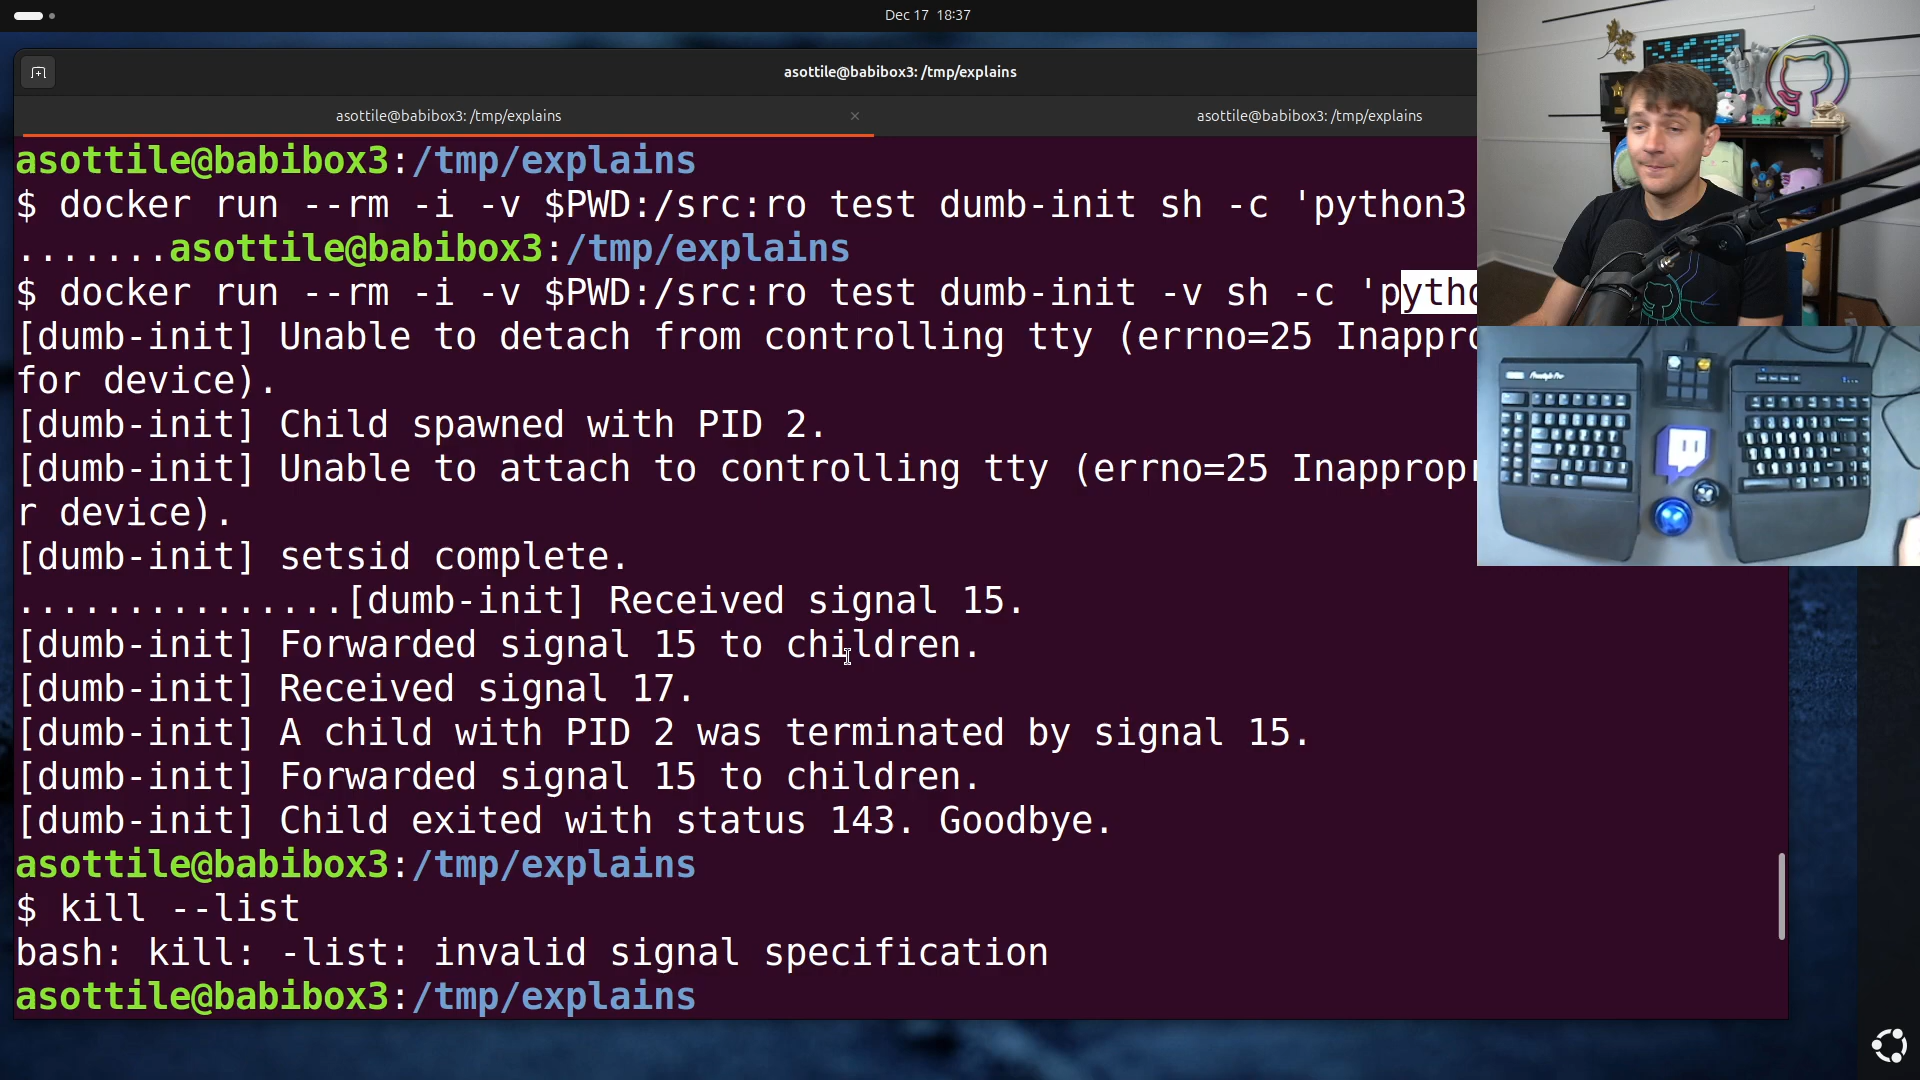 Dec 17 18:37
asottile@babibox3: /tmp/explains
asottile@babibox3: /tmp/explains
asottile@babibox3: /tmp/explains
asottile@babibox3:/tmp/explains
$ docker run --rm -i -v $PWD:/src:ro test dumb-init sh -c 'python3
.......asottile@babibox3:/tmp/explains
$ docker run --rm -i -v $PWD:/src:ro test dumb-init -v sh -c 'pytho
[dumb-init] Unable to detach from controlling tty (errno=25 Inappro
for device).
[dumb-init] Child spawned with PID 2.
[dumb-init] Unable to attach to controlling tty (errno=25 Inappropr
r device).
[dumb-init] setsid complete.
...............[dumb-init] Received signal 15.
[dumb-init] Forwarded signal 15 to children.
[dumb-init] Received signal 17.
[dumb-init] A child with PID 2 was terminated by signal 15.
[dumb-init] Forwarded signal 15 to children.
[dumb-init] Child exited with status 143. Goodbye.
asottile@babibox3:/tmp/explains
$ kill --list
bash: kill: -list: invalid signal specification
asottile@babibox3:/tmp/explains